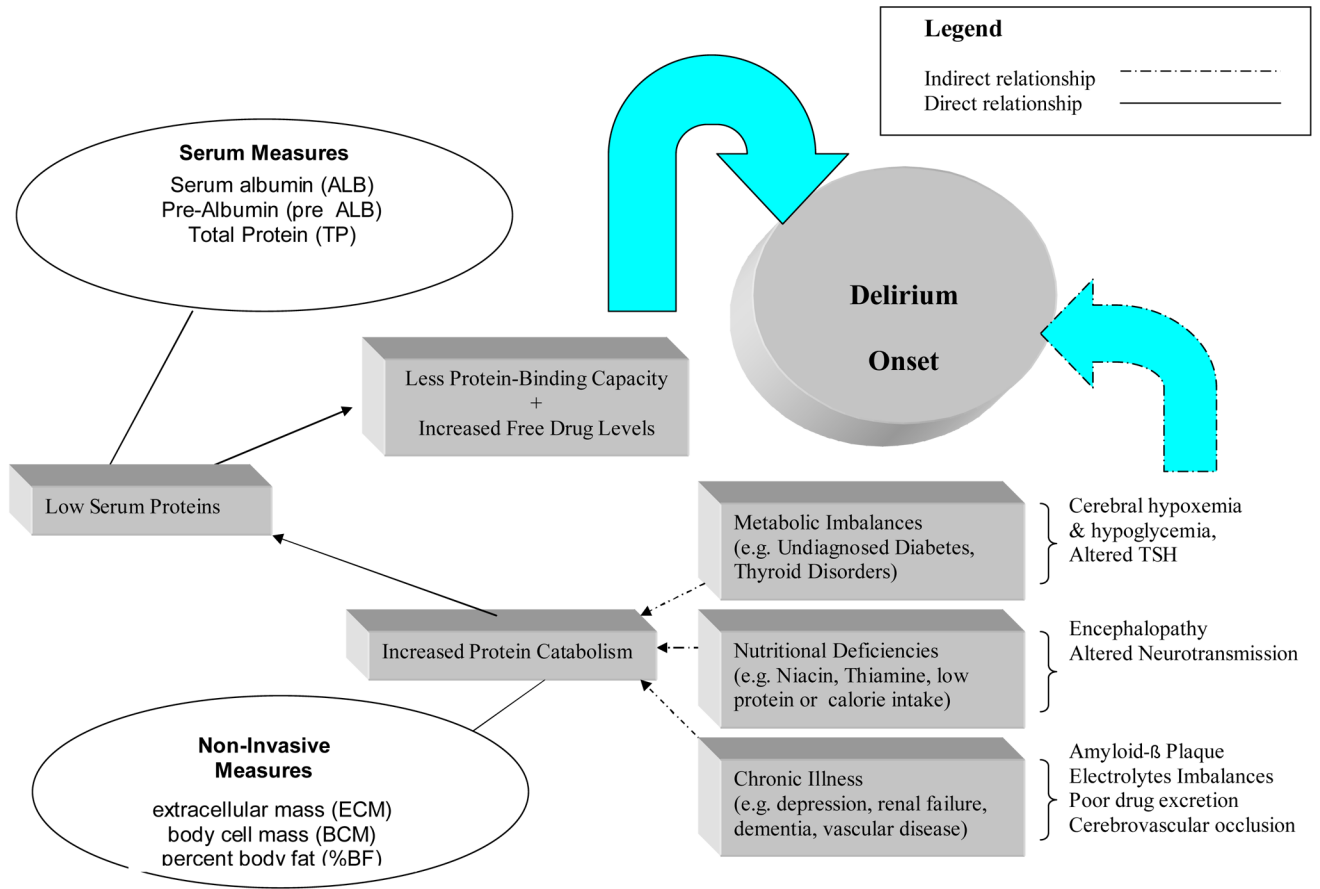 Legend
Indirect relationship
Direct relationship
Serum Measures
Serum albumin (ALB)
Pre-Albumin (pre ALB)
Total Protein (TP)
Delirium
Onset
Less Protein-Binding Capacity
+
Increased Free Drug Levels
Low Serum Proteins
Metabolic Imbalances
(e.g. Undiagnosed Diabetes,
Thyroid Disorders)
Cerebral hypoxemia
& hypoglycemia,
Altered TSH
Increased Protein Catabolism
Nutritional Deficiencies
(e.g. Niacin, Thiamine, low
protein or calorie intake)
Encephalopathy
Altered Neurotransmission
Non-Invasive
Measures
extracellular mass (ECM)
body cell mass (BCM)
percent body fat (%BF)
Chronic Illness
(e.g. depression, renal failure,
dementia, vascular disease)
Amyloid-ß Plaque
Electrolytes Imbalances
Poor drug excretion
Cerebrovascular occlusion